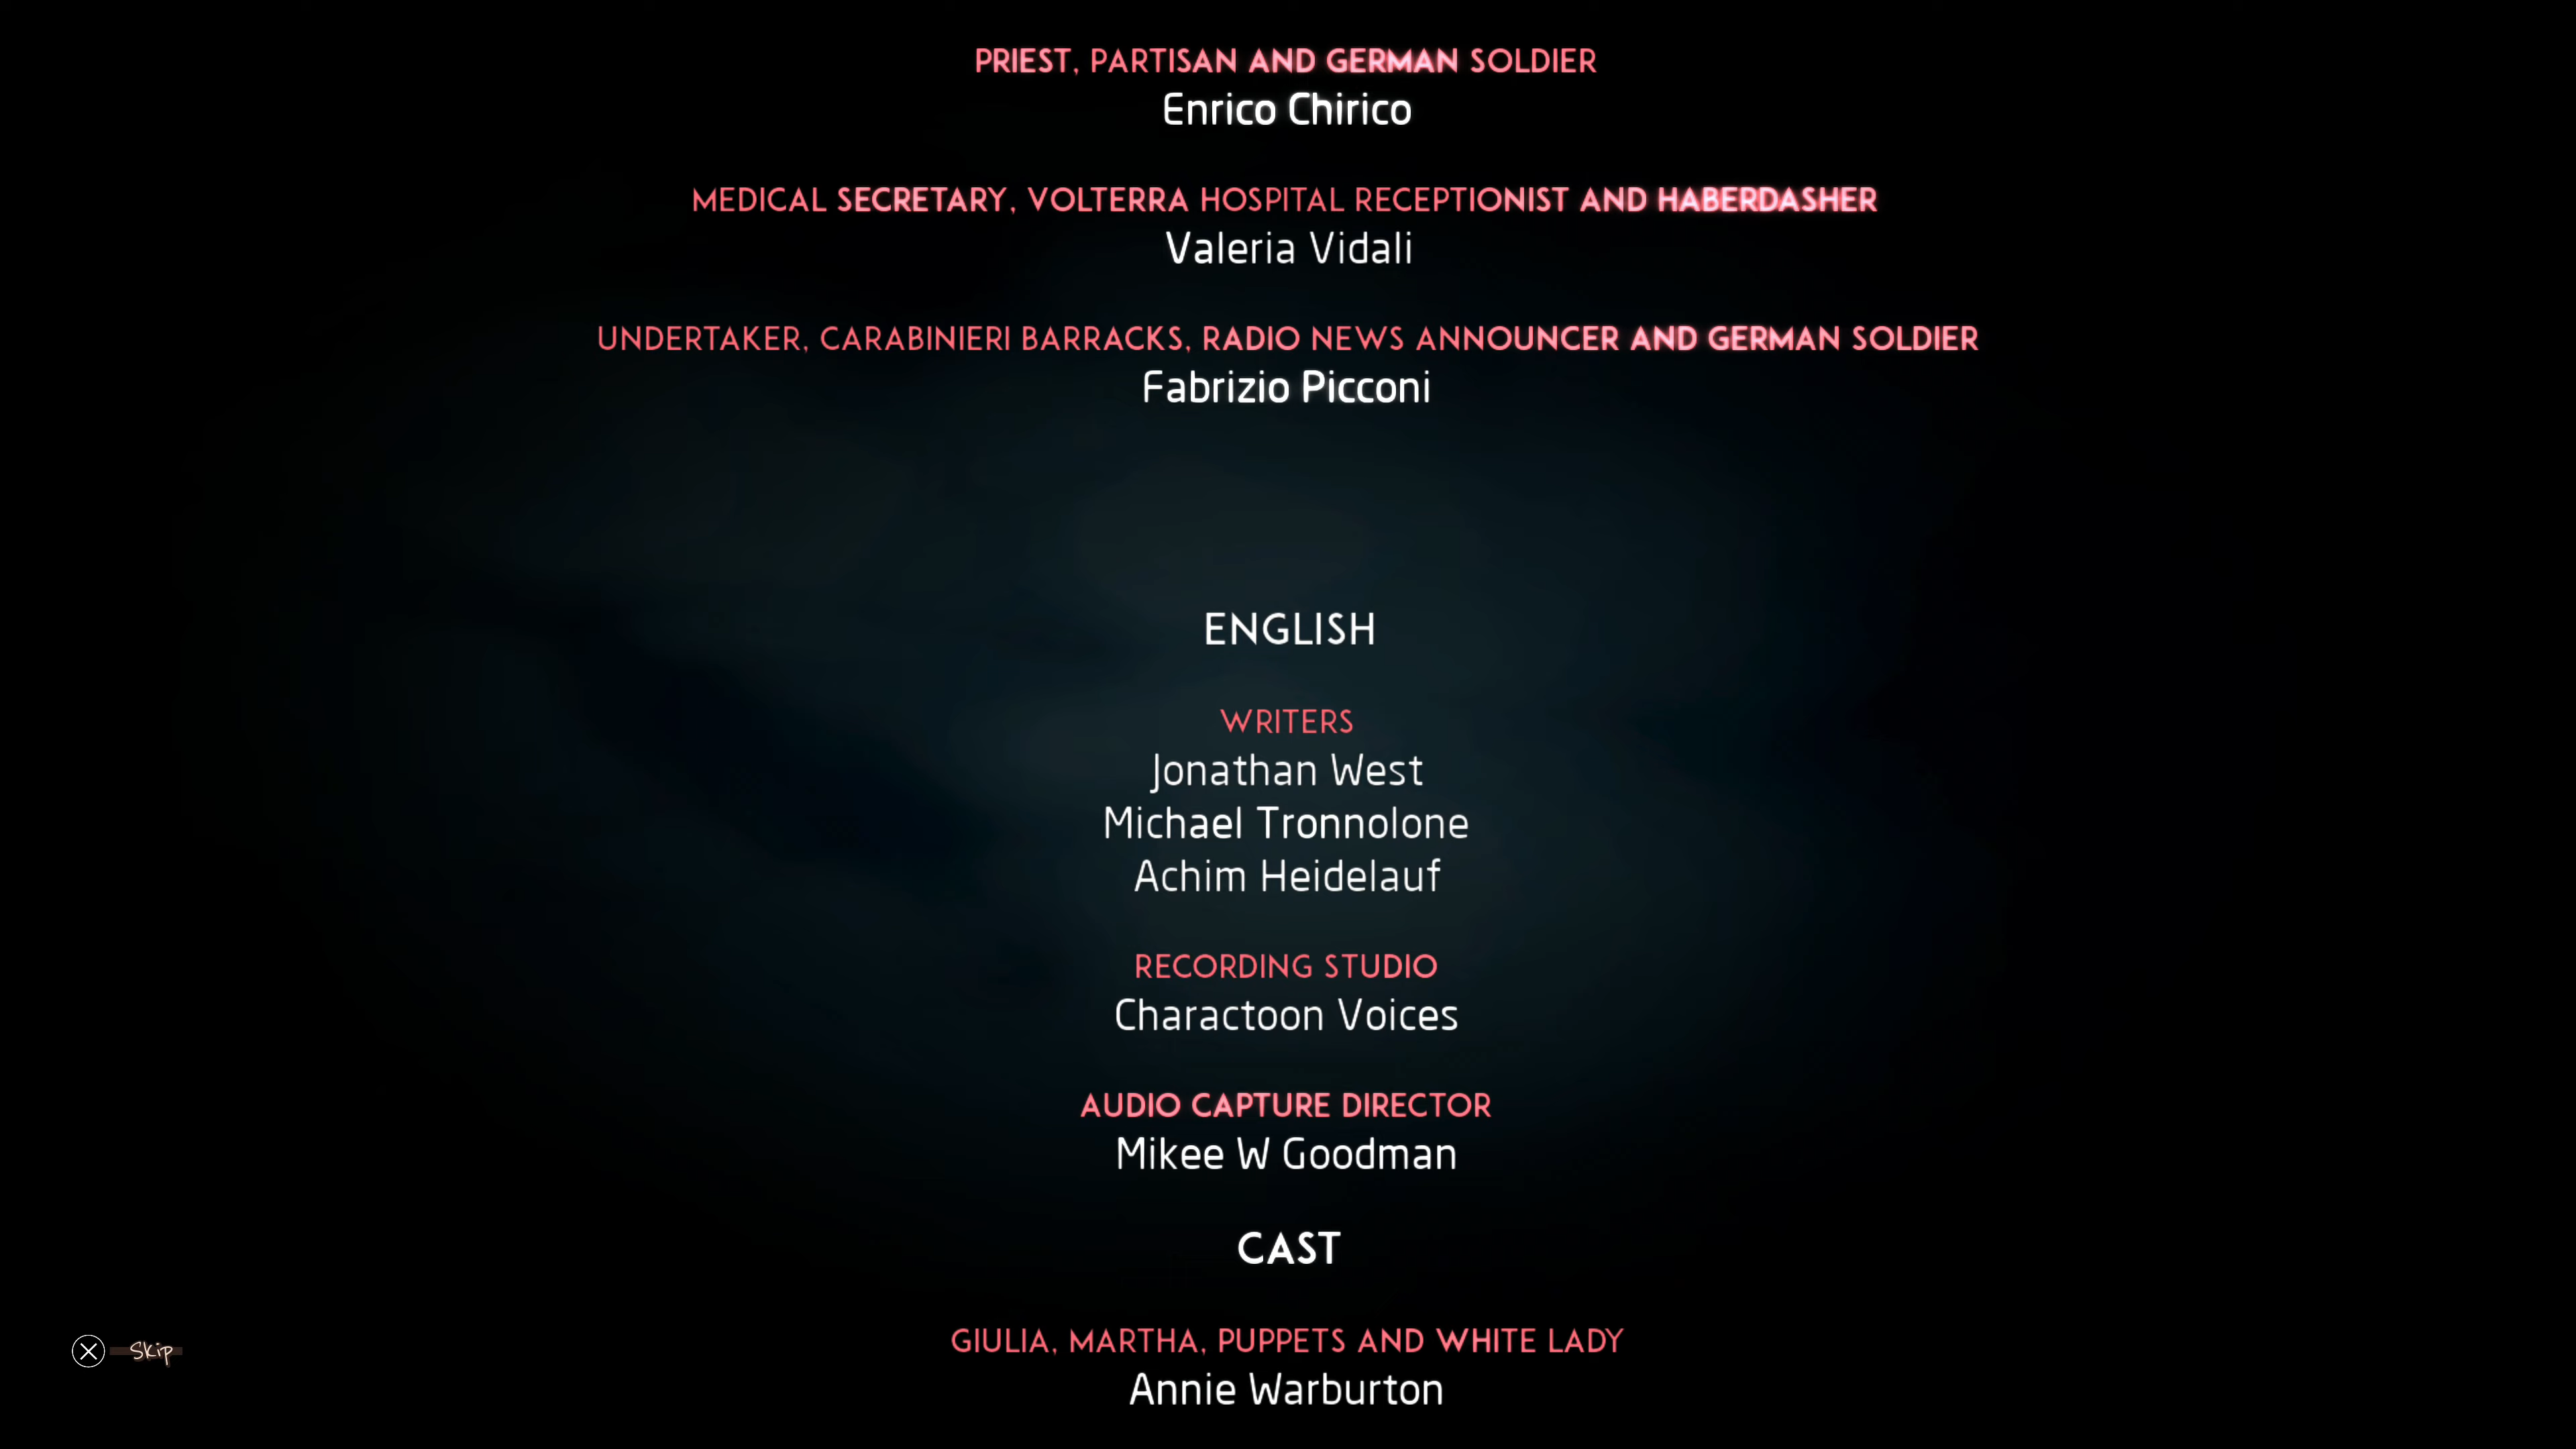 PRIEST, PARTISAN AND GERMAN SOLDIER
Enrico Chirico
MEDICAL SECRETARY, VOLTERRA HOSPITAL RECEPTIONIST AND HABERDASHER
Valeria Vidali
UNDERTAKER, CARABINIERI BARRACKS, RADIO NEWS ANNOUNCER AND GERMAN SOLDIER
Fabrizio Picconi
ENGLISH
WRITERS
Jonathan West
Michael Tronnolone
Achim Heidelauf
RECORDING STUDIO
Charactoon Voices
AUDIO CAPTURE DIRECTOR
Mikee W Goodman
CAST
GIULIA, MARTHA, PUPPETS AND WHITE LADY
Annie Warburton
Skip